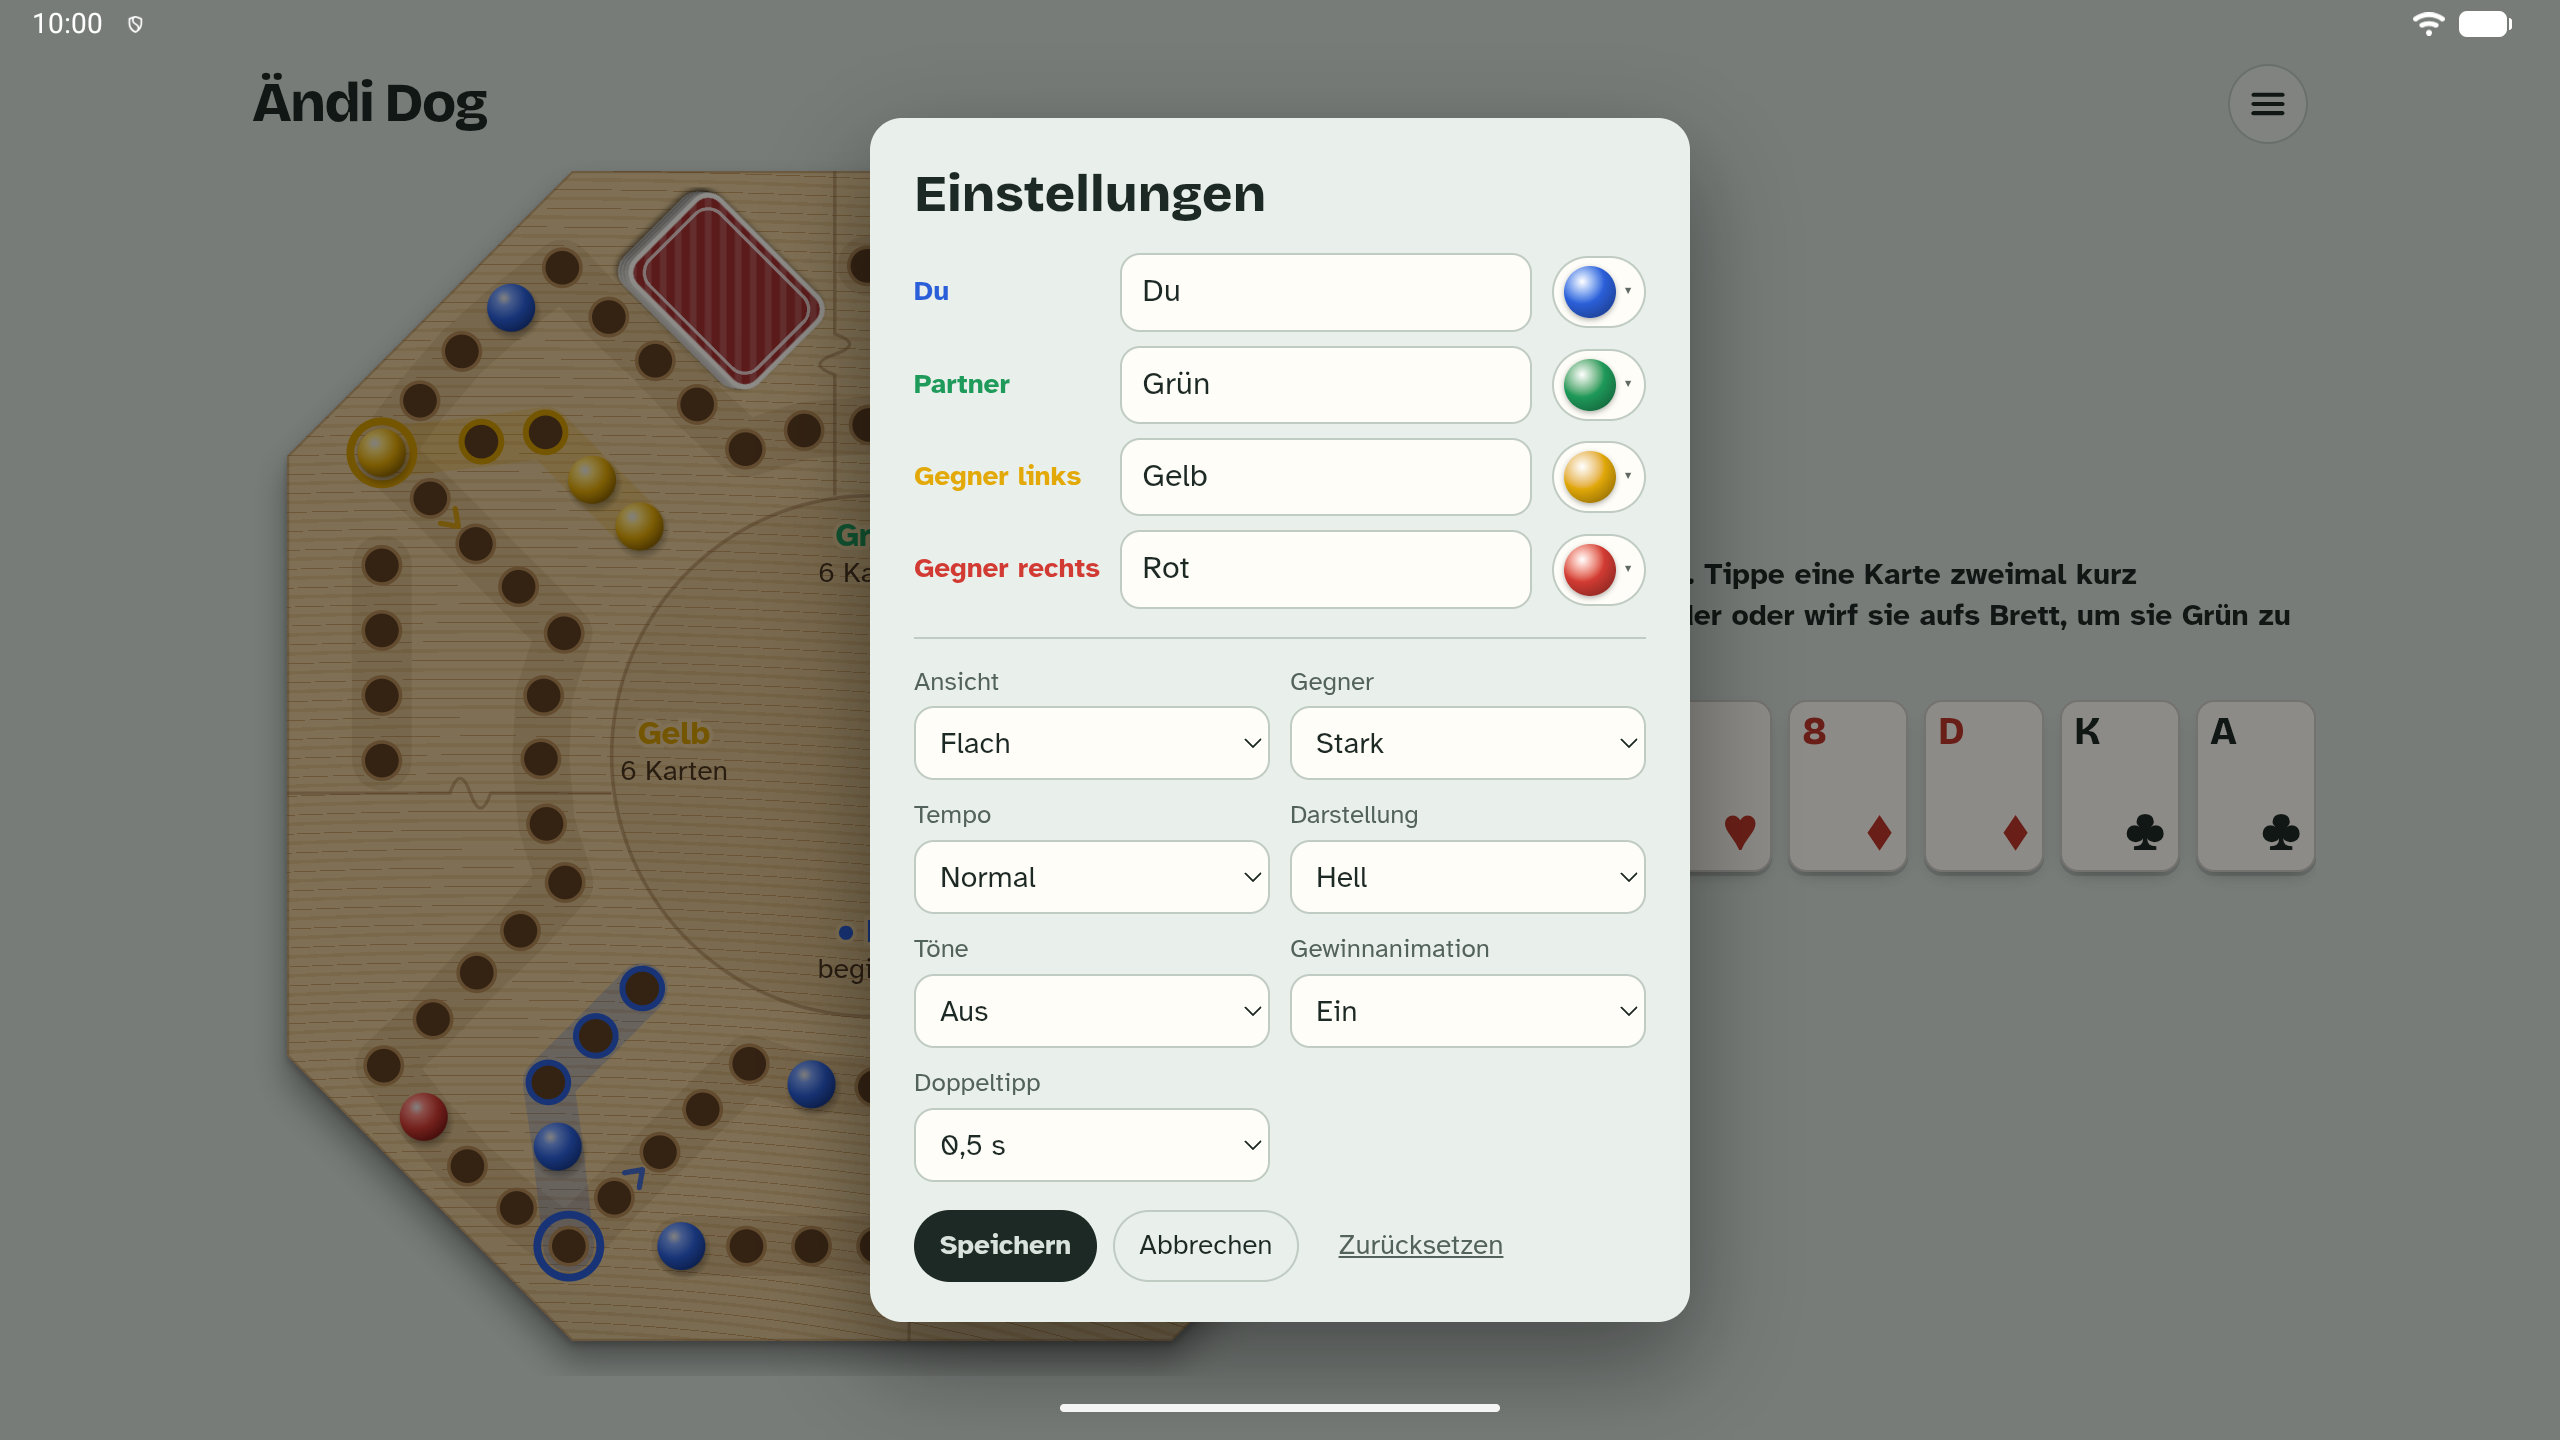 10:00
Ändi Dog
Einstellungen
Du Du
Partner Grün
Gegner links Gelb
Gegner rechts Rot
Ansicht Gegner
Flach Stark
Tempo Darstellung
Normal Hell
Töne Gewinnanimation
Aus Ein
Doppeltipp
0,5 s
Speichern Abbrechen Zurücksetzen
6
Gelb
6 Karten
. Tippe eine Karte zweimal kurz
oder wirf sie aufs Brett, um sie Grün zu
8 D K A